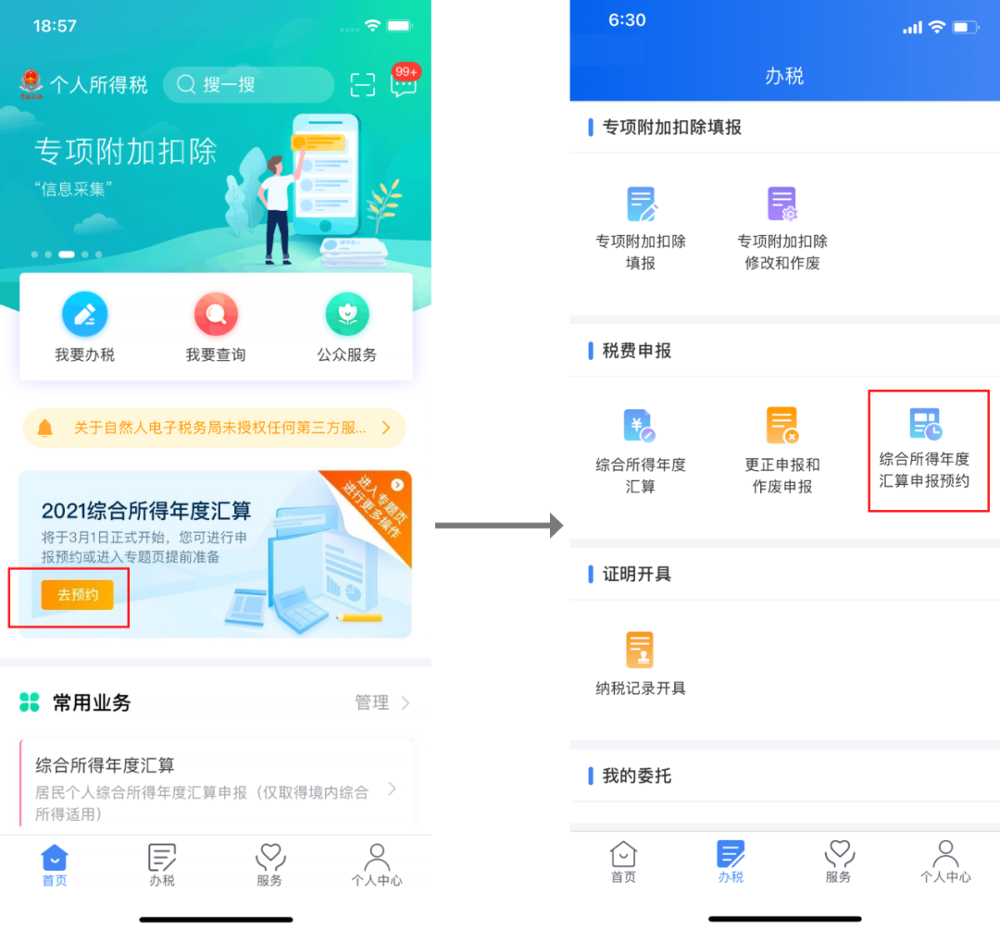 18:57
个人所得税
搜一搜
99+
专项附加扣除
“信息采集”
我要办税
我要查询
公众服务
关于自然人电子税务局未授权任何第三方服...
进入专题页
进行更多操作
2021综合所得年度汇算
将于3月1日正式开始，您可进行申
报预约或进入专题页提前准备
去预约
常用业务
管理
综合所得年度汇算
居民个人综合所得年度汇算申报（仅取得境内综合
所得适用）
首页
办税
服务
个人中心
6:30
办税
专项附加扣除填报
专项附加扣除
填报
专项附加扣除
修改和作废
税费申报
综合所得年度
汇算
更正申报和
作废申报
综合所得年度
汇算申报预约
证明开具
纳税记录开具
我的委托
首页
办税
服务
个人中心